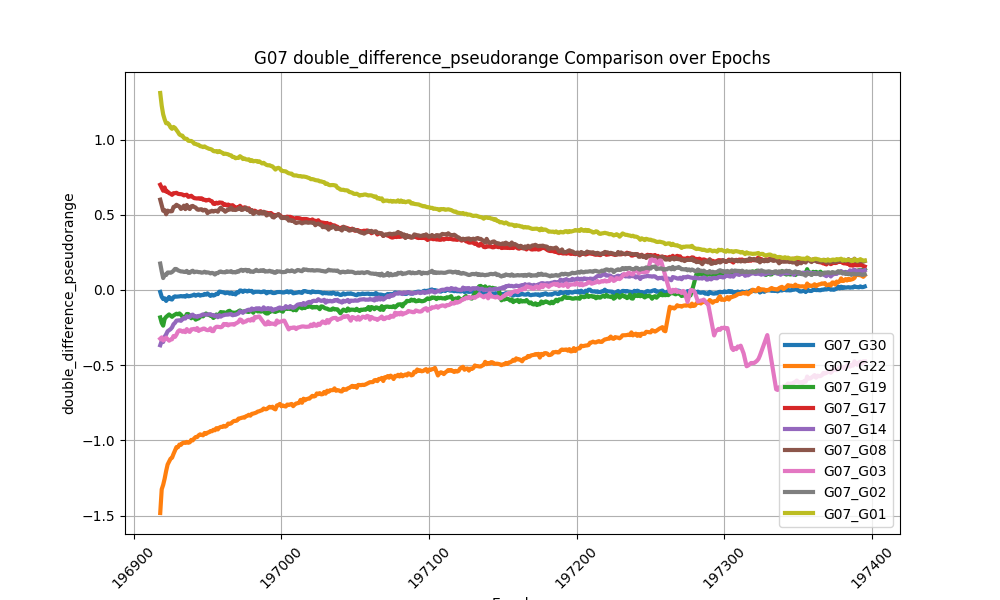 G07 double_difference_pseudorange Comparison over Epochs
double_difference_pseudorange
1.0
0.5
0.0
−0.5
−1.0
−1.5
196900
197000
197100
197200
197300
197400
G07_G30
G07_G22
G07_G19
G07_G17
G07_G14
G07_G08
G07_G03
G07_G02
G07_G01